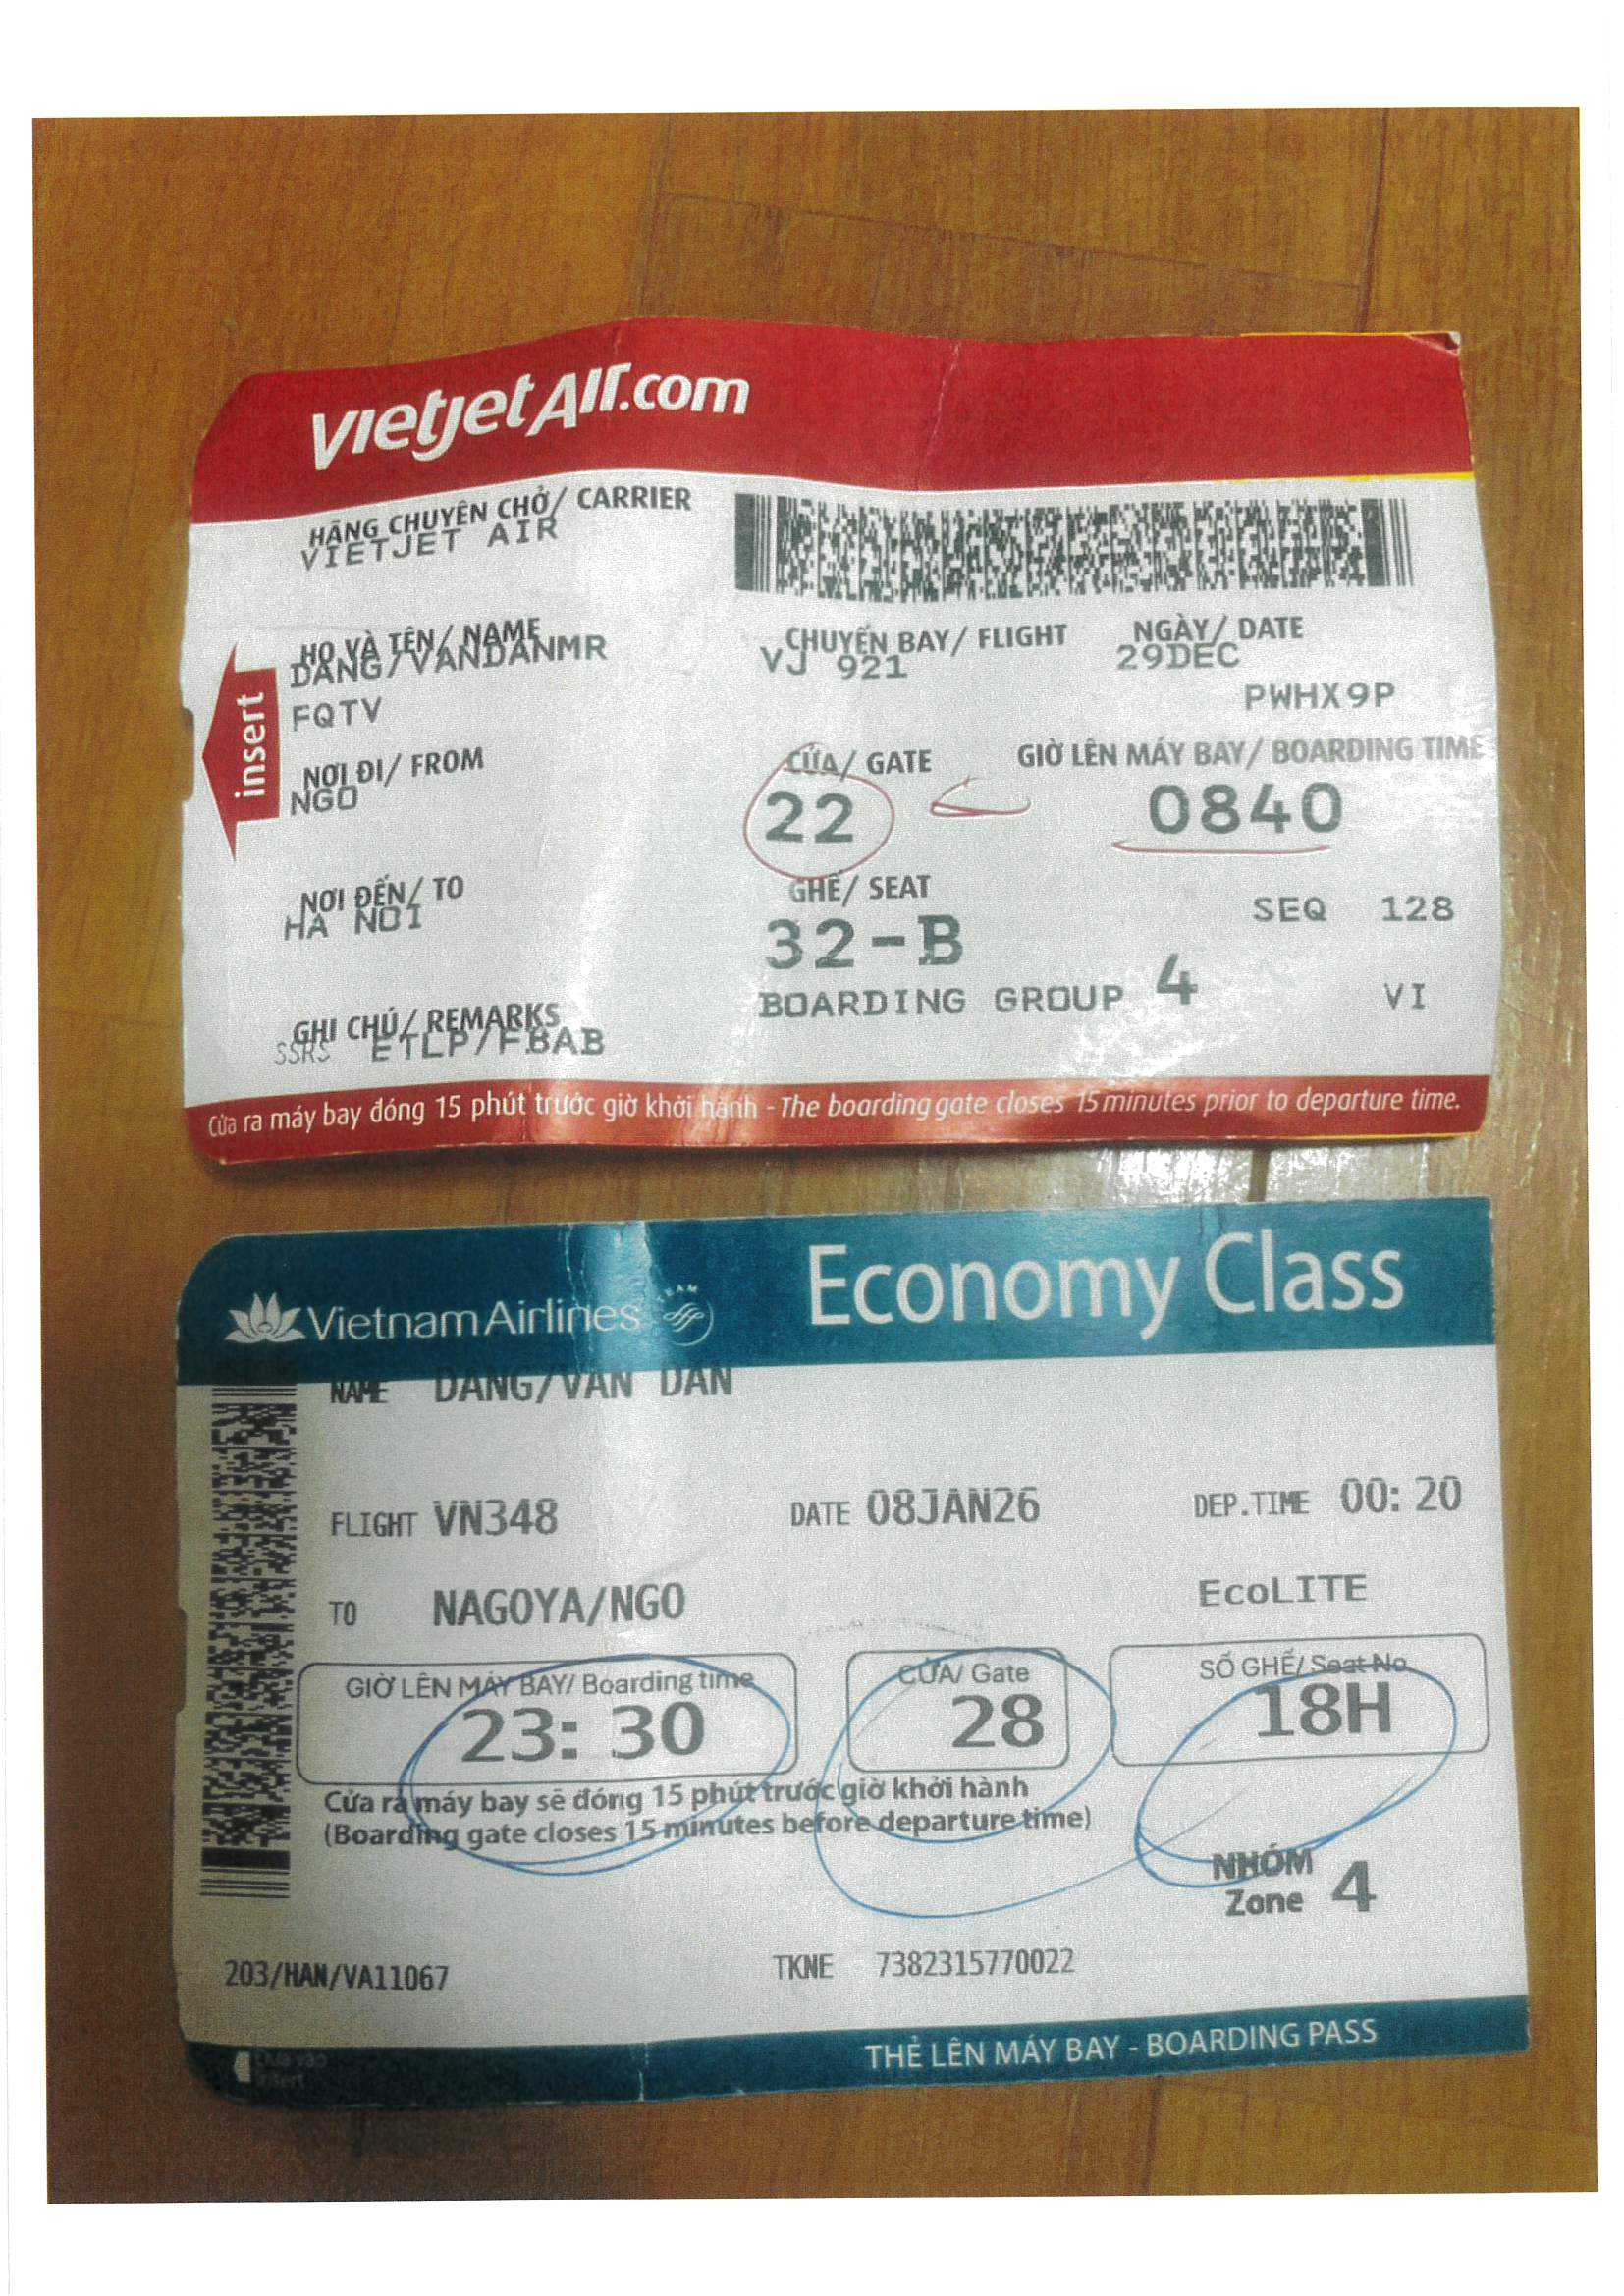 vietjetAir.com
HÃNG CHUYÊN CHỞ/ CARRIER
VIETJET AIR
HỌ VÀ TÊN/ NAME
DANG/VANDANMR
CHUYẾN BAY/ FLIGHT
VJ 921
NGÀY/ DATE
29DEC
FQTV
PWHX9P
insert
NƠI ĐI/ FROM
NGO
CỬA/ GATE
22
GIỜ LÊN MÁY BAY/ BOARDING TIME
0840
NƠI ĐẾN/ TO
HA NOI
GHẾ/ SEAT
32-B
SEQ 128
BOARDING GROUP 4
VI
GHI CHÚ/ REMARKS
SSRS ETLP/FBAB
Cửa ra máy bay đóng 15 phút trước giờ khởi hành - The boarding gate closes 15 minutes prior to departure time.
Vietnam Airlines
Economy Class
NAME DANG/VAN DAN
FLIGHT VN348
DATE 08JAN26
DEP.TIME 00: 20
TO NAGOYA/NGO
EcoLITE
GIỜ LÊN MÁY BAY/ Boarding time
23: 30
CỬA/ Gate
28
SỐ GHẾ/ Seat No
18H
Cửa ra máy bay sẽ đóng 15 phút trước giờ khởi hành
(Boarding gate closes 15 minutes before departure time)
NHÓM
Zone 4
203/HAN/VA11067
TKNE 7382315770022
THẺ LÊN MÁY BAY - BOARDING PASS